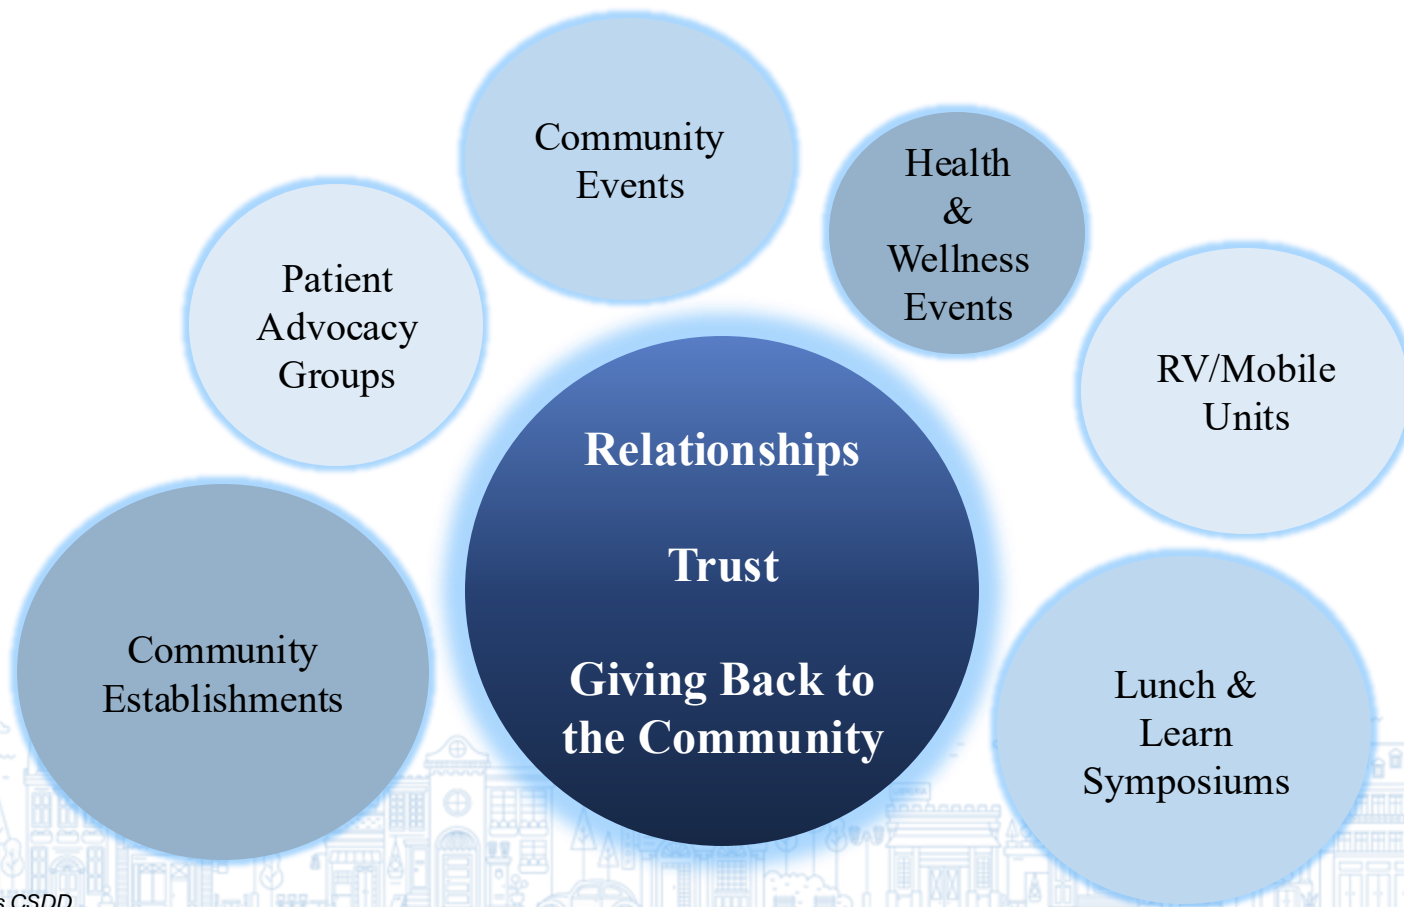 Community
Events
Health
&
Wellness
Events
Patient
Advocacy
Groups
RV/Mobile
Units
Relationships
Trust
Giving Back to
the Community
Community
Establishments
Lunch &
Learn
Symposiums
CSDD